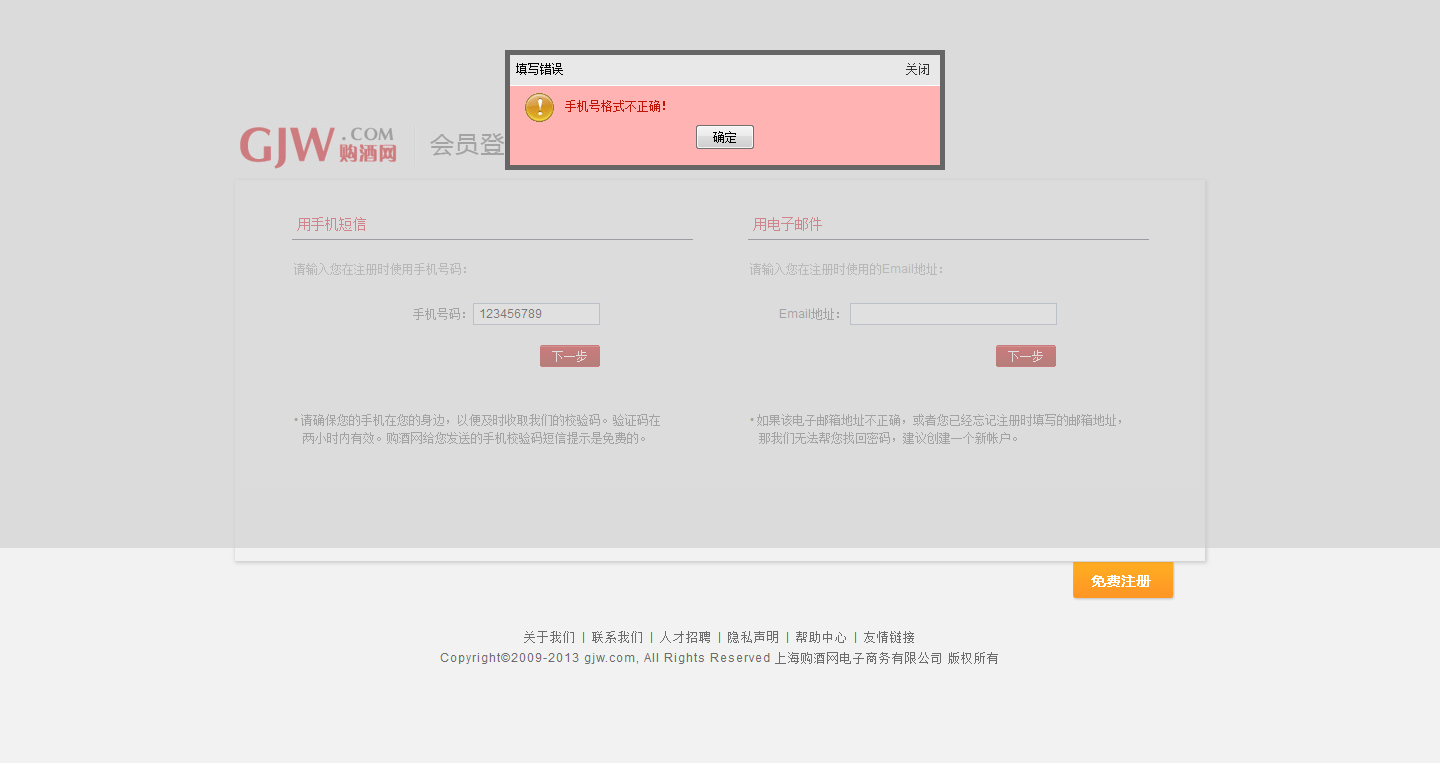 填写错误 关闭
手机号格式不正确!
确定
GJW.COM 购酒网 会员登
用手机短信
请输入您在注册时使用手机号码:
手机号码: 123456789
下一步
·请确保您的手机在您的身边，以便及时收取我们的校验码。验证码在
两小时内有效。购酒网给您发送的手机校验码短信提示是免费的。
用电子邮件
请输入您在注册时使用的Email地址:
Email地址:
下一步
·如果该电子邮箱地址不正确，或者您已经忘记注册时填写的邮箱地址，
那我们无法帮您找回密码，建议创建一个新帐户。
免费注册
关于我们 | 联系我们 | 人才招聘 | 隐私声明 | 帮助中心 | 友情链接
Copyright©2009-2013 gjw.com, All Rights Reserved 上海购酒网电子商务有限公司 版权所有